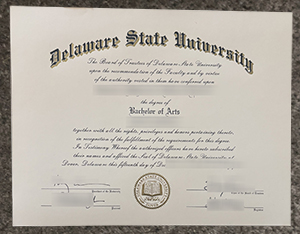 Delaware State University
The Board of Trustees of Delaware State University
upon the recommendation of the Faculty and by virtue
of the authority vested in them have conferred upon
the degree of
Bachelor of Arts
together with all the rights, privileges and honors pertaining thereto,
in recognition of the fulfillment of the requirements for this degree
In Testimony Whereof the authorized officers have hereto subscribed
their names and affixed the Seal of Delaware State University at
Dover, Delaware this fifteenth day of